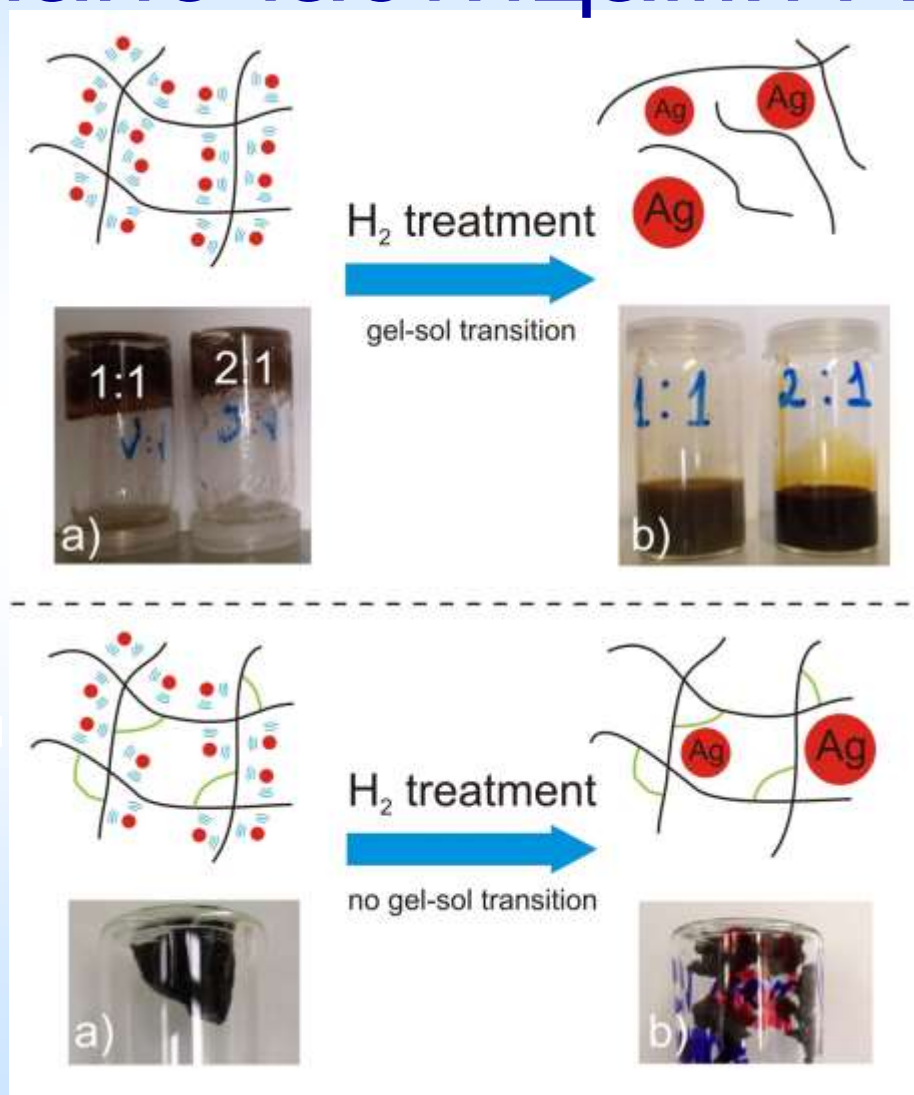 Ag
Ag
Ag
H₂ treatment
gel-sol transition
1:1
2:1
a)
1:1
2:1
b)
H₂ treatment
no gel-sol transition
Ag
Ag
a)
b)